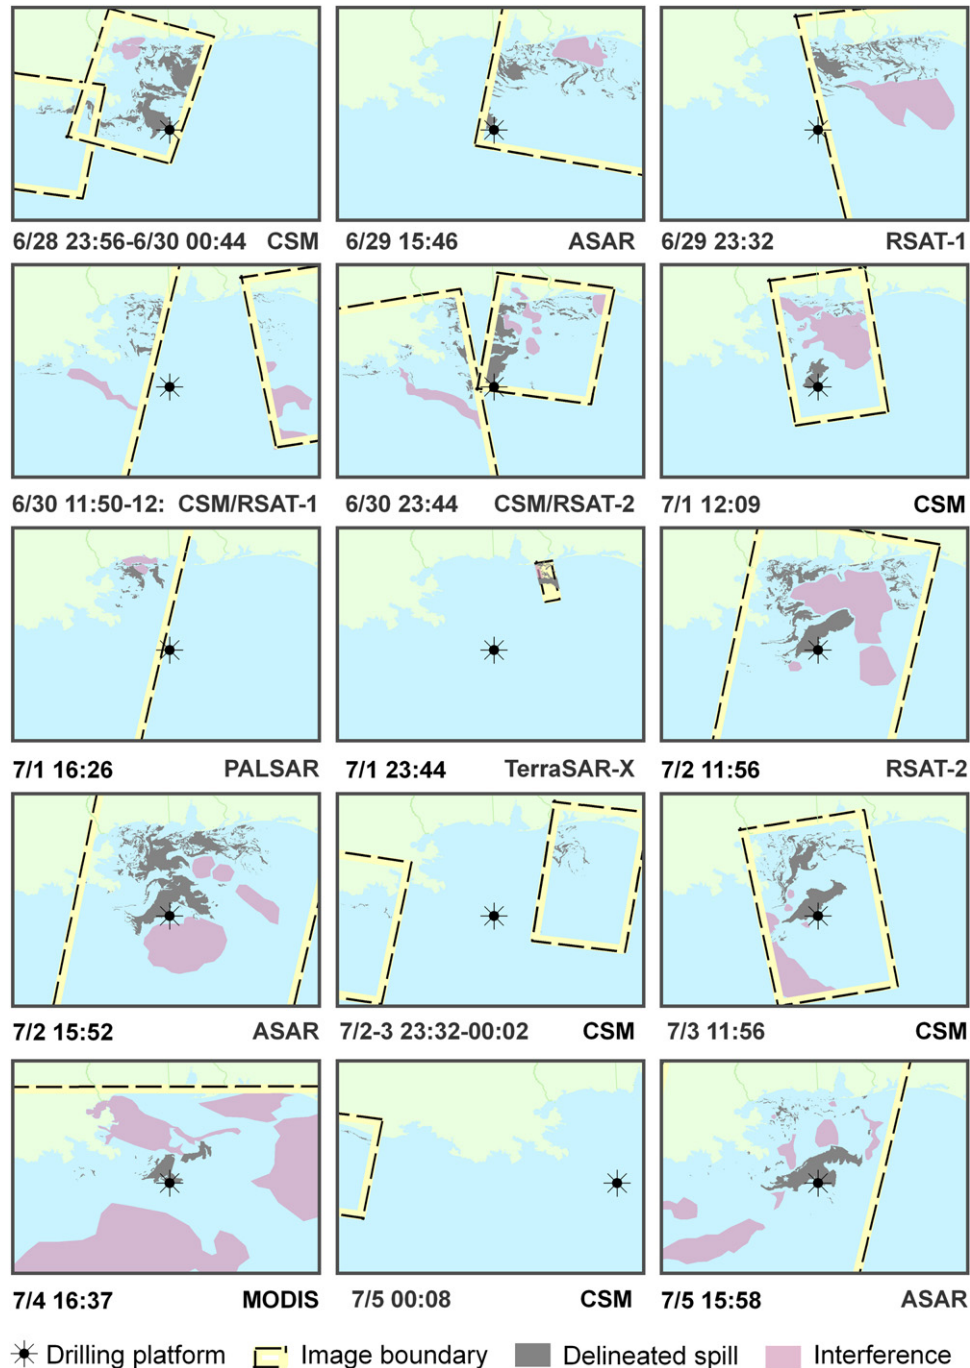 6/28 23:56-6/30 00:44 CSM
6/29 15:46 ASAR
6/29 23:32 RSAT-1
6/30 11:50-12: CSM/RSAT-1
6/30 23:44 CSM/RSAT-2
7/1 12:09 CSM
7/1 16:26 PALSAR
7/1 23:44 TerraSAR-X
7/2 11:56 RSAT-2
7/2 15:52 ASAR
7/2-3 23:32-00:02 CSM
7/3 11:56 CSM
7/4 16:37 MODIS
7/5 00:08 CSM
7/5 15:58 ASAR
Drilling platform Image boundary Delineated spill Interference